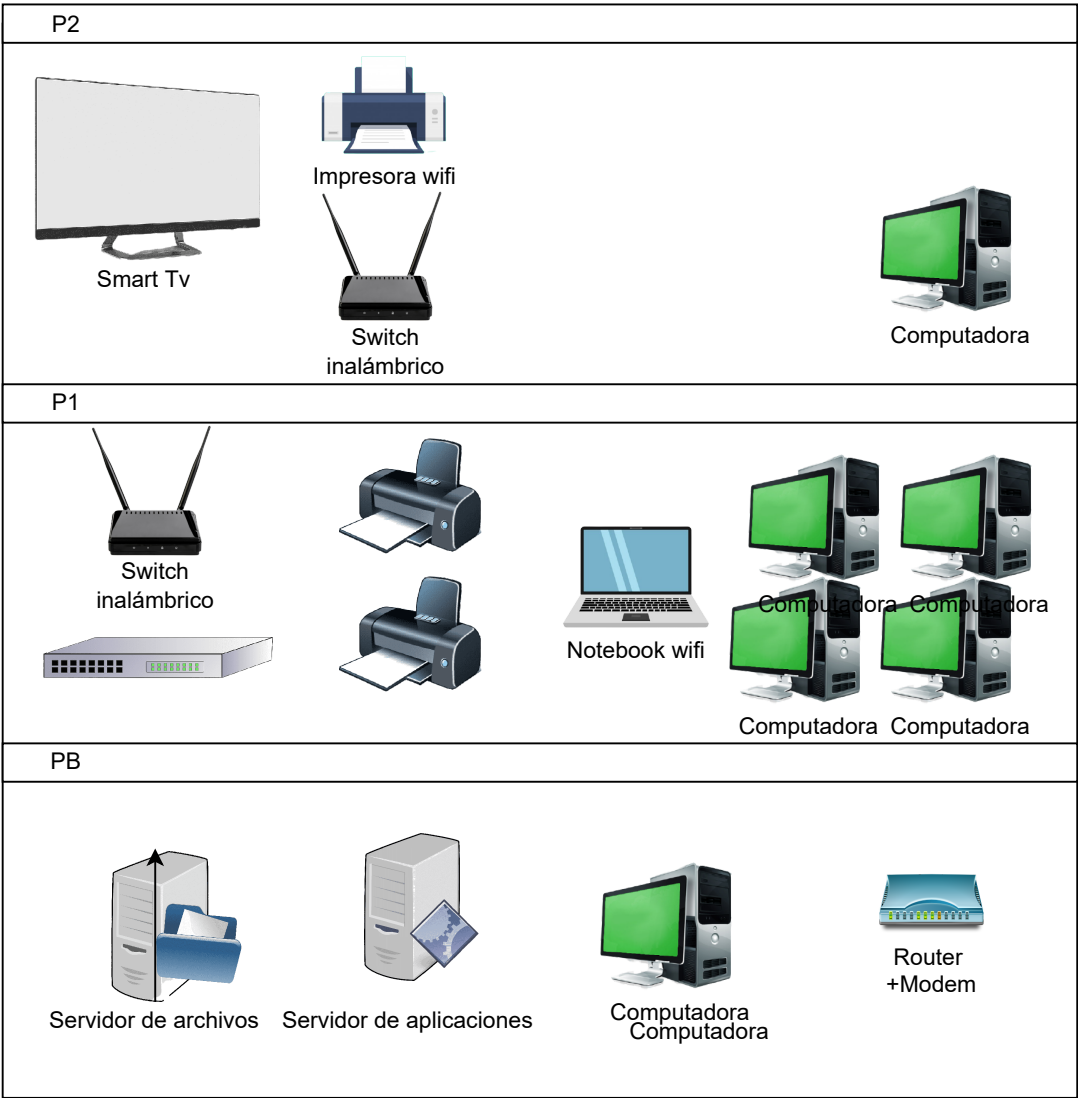 P2
Impresora wifi
Smart Tv
Switch
inalámbrico
Computadora
P1
Switch
inalámbrico
Notebook wifi
Computadora
Computadora
Computadora
Computadora
PB
Servidor de archivos
Servidor de aplicaciones
Computadora
Computadora
Router
+Modem